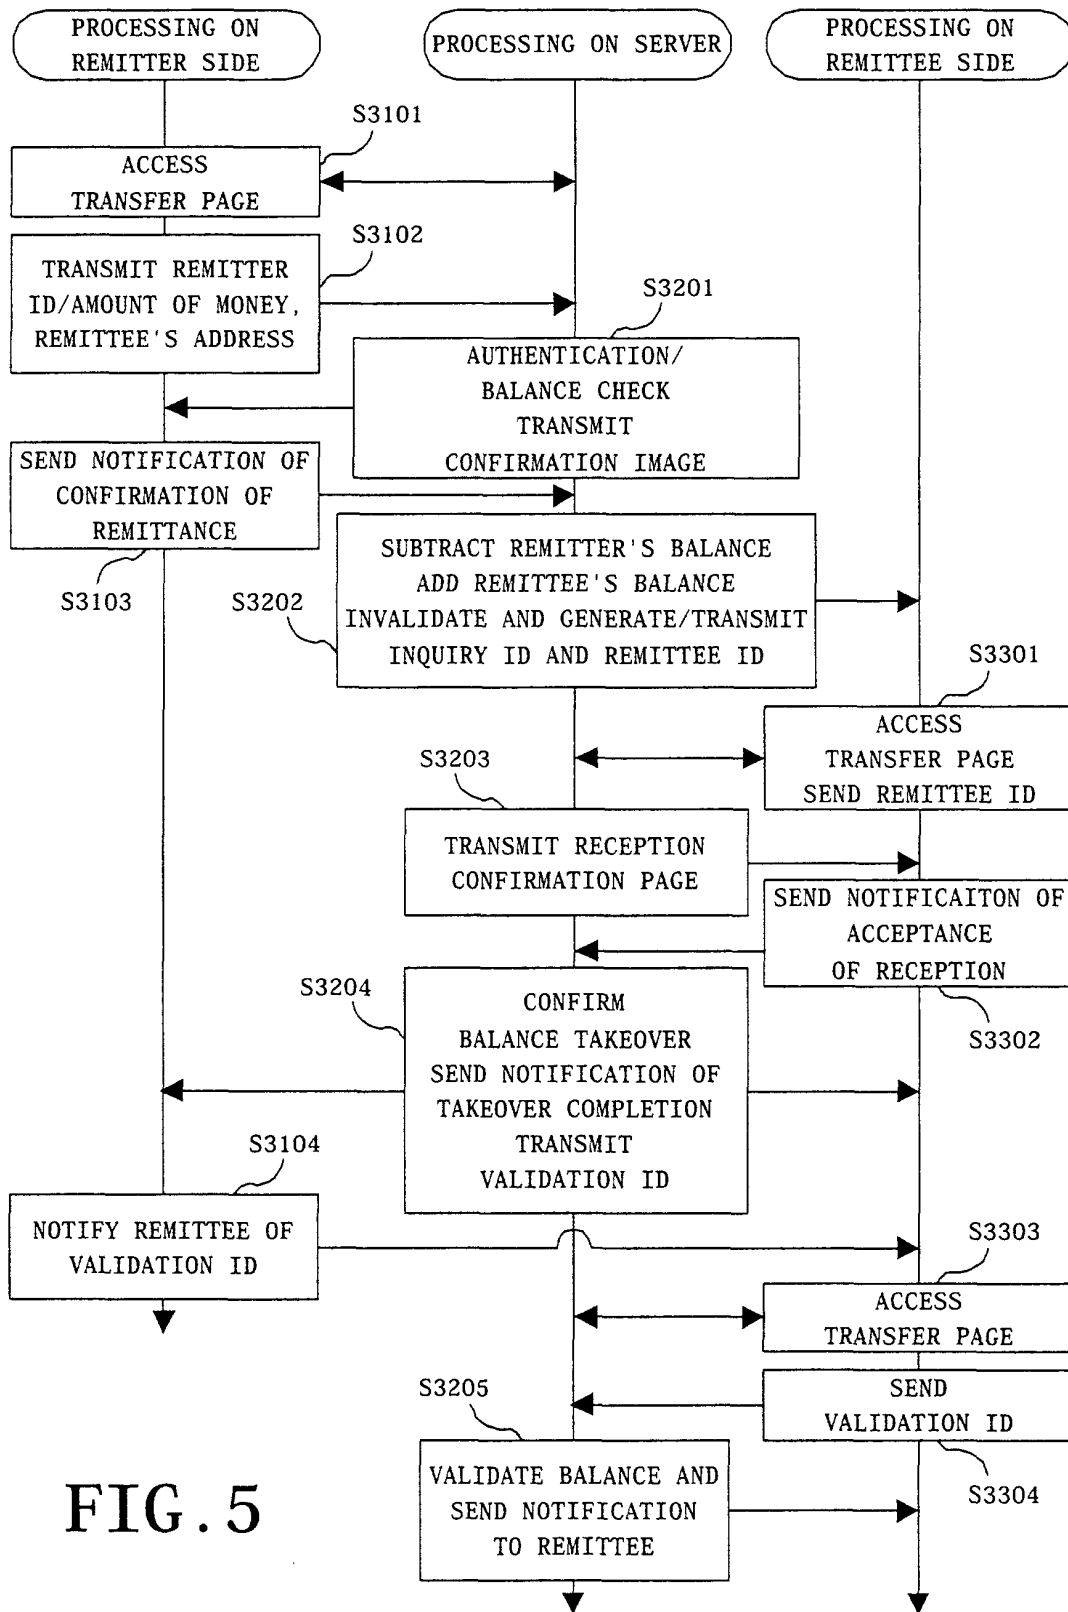 PROCESSING ON
REMITTER SIDE
PROCESSING ON SERVER
PROCESSING ON
REMITTEE SIDE
S3101
ACCESS
TRANSFER PAGE
S3102
TRANSMIT REMITTER
ID/AMOUNT OF MONEY,
REMITTEE'S ADDRESS
S3201
AUTHENTICATION/
BALANCE CHECK
TRANSMIT
CONFIRMATION IMAGE
SEND NOTIFICATION OF
CONFIRMATION OF
REMITTANCE
S3103
SUBTRACT REMITTER'S BALANCE
ADD REMITTEE'S BALANCE
INVALIDATE AND GENERATE/TRANSMIT
INQUIRY ID AND REMITTEE ID
S3202
S3301
ACCESS
TRANSFER PAGE
SEND REMITTEE ID
S3203
TRANSMIT RECEPTION
CONFIRMATION PAGE
SEND NOTIFICAITON OF
ACCEPTANCE
OF RECEPTION
S3302
S3204
CONFIRM
BALANCE TAKEOVER
SEND NOTIFICATION OF
TAKEOVER COMPLETION
TRANSMIT
VALIDATION ID
S3104
NOTIFY REMITTEE OF
VALIDATION ID
S3303
ACCESS
TRANSFER PAGE
SEND
VALIDATION ID
S3304
S3205
VALIDATE BALANCE AND
SEND NOTIFICATION
TO REMITTEE
FIG.5